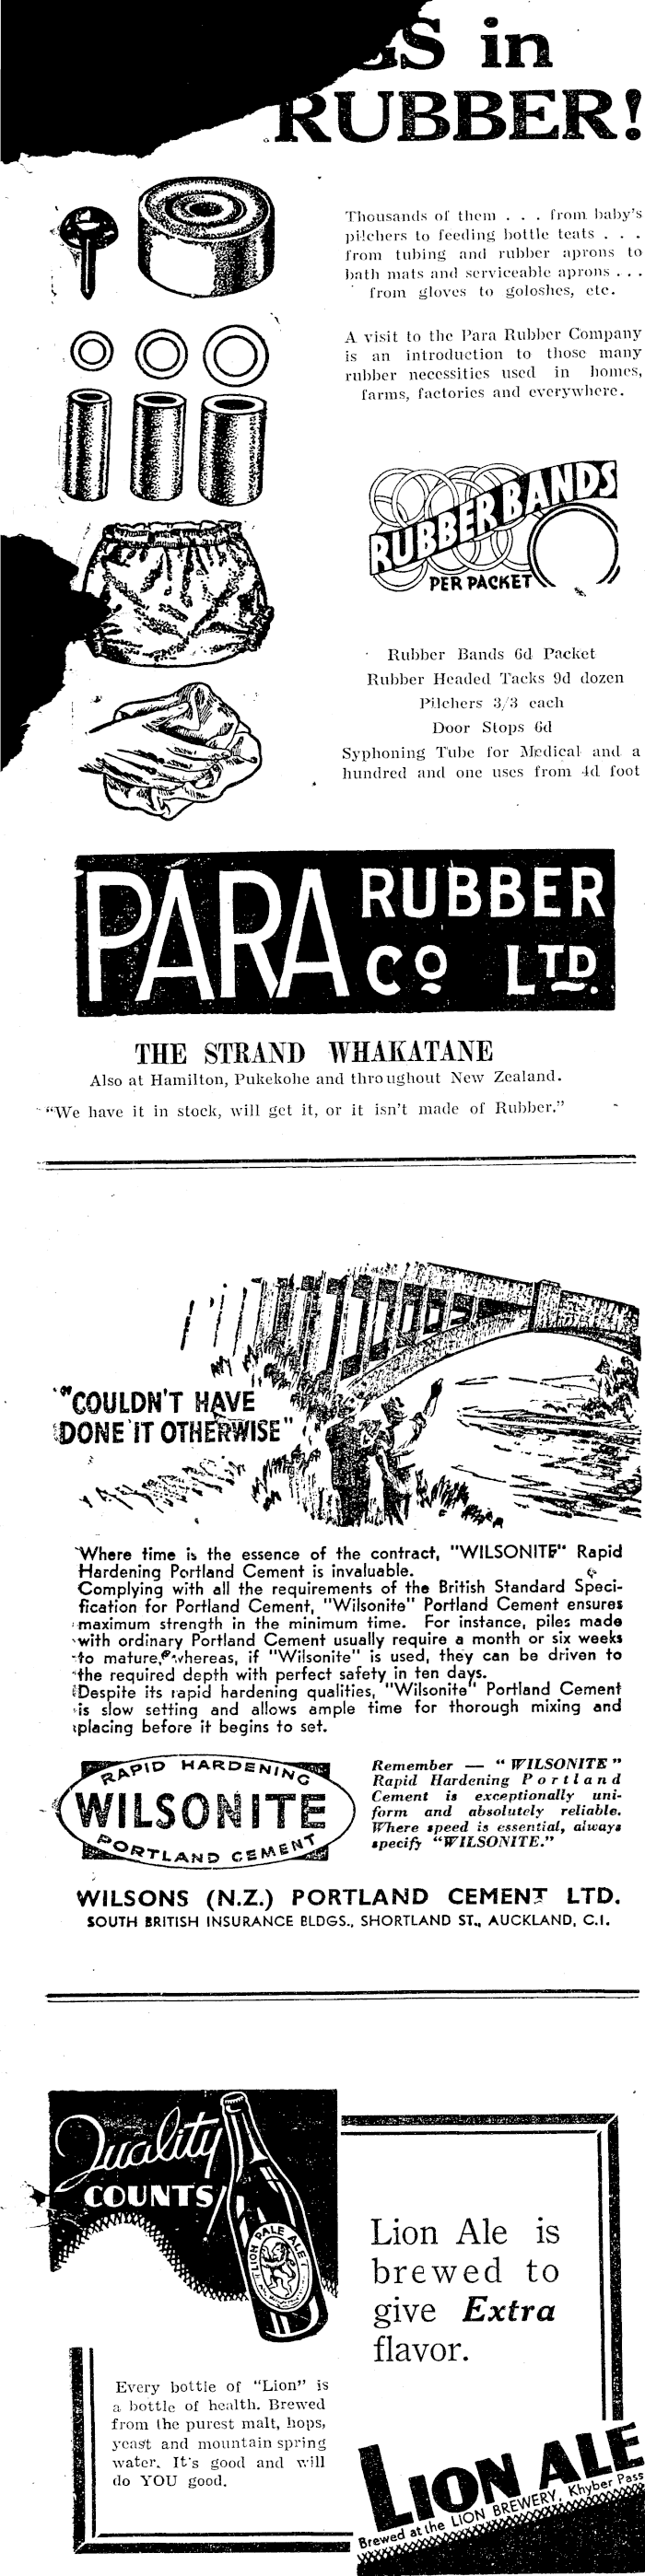 GS in
RUBBER!
Thousands of them . . . from baby's
pilchers to feeding bottle teats . . .
from tubing and rubber aprons to
bath mats and serviceable aprons . . .
from gloves to goloshes, etc.
A visit to the Para Rubber Company
is an introduction to those many
rubber necessities used in homes,
farms, factories and everywhere.
RUBBER BANDS
PER PACKET
Rubber Bands 6d Packet
Rubber Headed Tacks 9d dozen
Pilchers 3/3 each
Door Stops 6d
Syphoning Tube for Medical and a
hundred and one uses from 4d foot
PARA RUBBER
CO LTD.
THE STRAND WHAKATANE
Also at Hamilton, Pukekohe and throughout New Zealand.
"We have it in stock, will get it, or it isn't made of Rubber."
"COULDN'T HAVE
DONE IT OTHERWISE"
Where time is the essence of the contract, "WILSONITE" Rapid
Hardening Portland Cement is invaluable.
Complying with all the requirements of the British Standard Speci-
fication for Portland Cement, "Wilsonite" Portland Cement ensures
maximum strength in the minimum time. For instance, piles made
with ordinary Portland Cement usually require a month or six weeks
to mature, whereas, if "Wilsonite" is used, they can be driven to
the required depth with perfect safety in ten days.
Despite its rapid hardening qualities, "Wilsonite" Portland Cement
is slow setting and allows ample time for thorough mixing and
placing before it begins to set.
RAPID HARDENING
WILSONITE
PORTLAND CEMENT
Remember — "WILSONITE"
Rapid Hardening Portland
Cement is exceptionally uni-
form and absolutely reliable.
Where speed is essential, always
specify "WILSONITE."
WILSONS (N.Z.) PORTLAND CEMENT LTD.
SOUTH BRITISH INSURANCE BLDGS., SHORTLAND ST., AUCKLAND, C.1.
Quality
COUNTS
LION PALE ALE
Lion Ale is
brewed to
give Extra
flavor.
Every bottle of "Lion" is
a bottle of health. Brewed
from the purest malt, hops,
yeast and mountain spring
water. It's good and will
do YOU good.
LION ALE
Brewed at the LION BREWERY, Khyber Pass